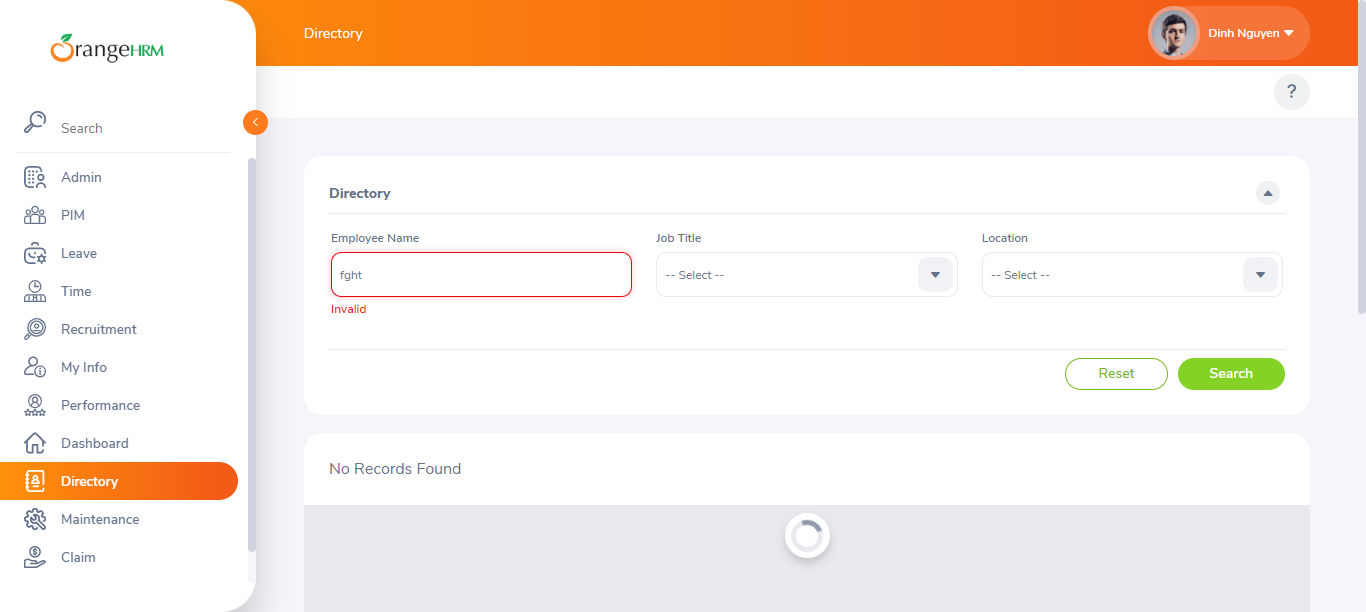 OrangeHRM
Directory
Dinh Nguyen
?
Search
Admin
PIM
Leave
Time
Recruitment
My Info
Performance
Dashboard
Directory
Maintenance
Claim
Directory
Employee Name
Job Title
Location
fght
-- Select --
-- Select --
Invalid
Reset
Search
No Records Found